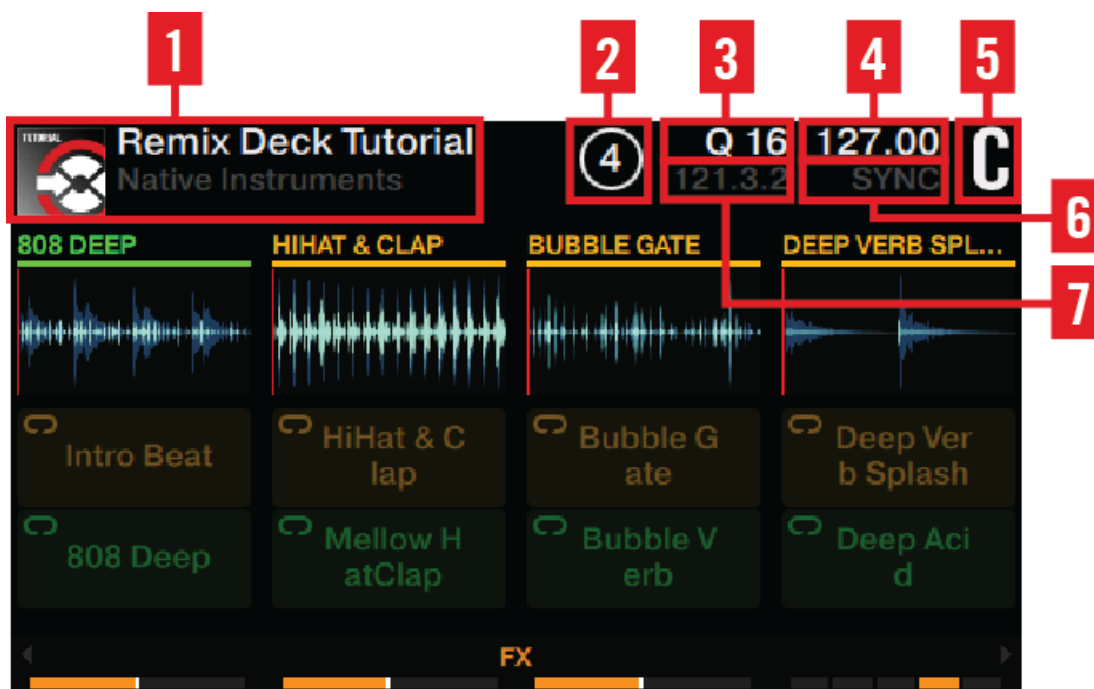 1
2
3
4
5
TUTORIAL
Remix Deck Tutorial
Native Instruments
4
Q 16
121.3.2
127.00
SYNC
C
6
7
808 DEEP
HIHAT & CLAP
BUBBLE GATE
DEEP VERB SPL...
Intro Beat
HiHat & C
lap
Bubble G
ate
Deep Ver
b Splash
808 Deep
Mellow H
atClap
Bubble V
erb
Deep Aci
d
FX